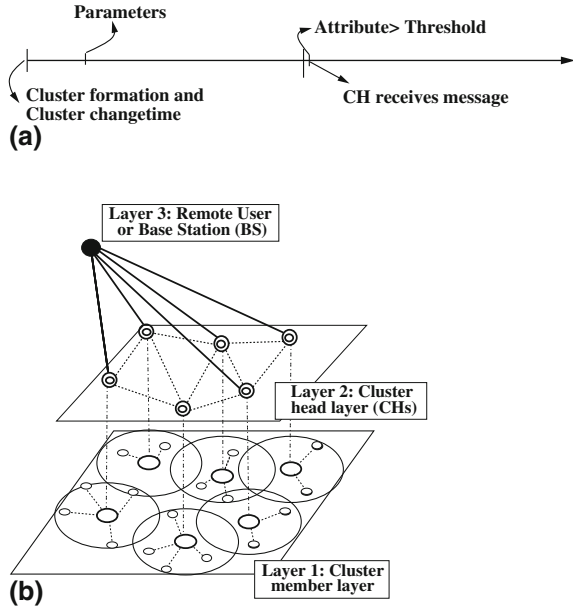 Parameters
Attribute> Threshold
Cluster formation and
Cluster changetime
CH receives message
(a)
Layer 3: Remote User
or Base Station (BS)
Layer 2: Cluster
head layer (CHs)
Layer 1: Cluster
member layer
(b)